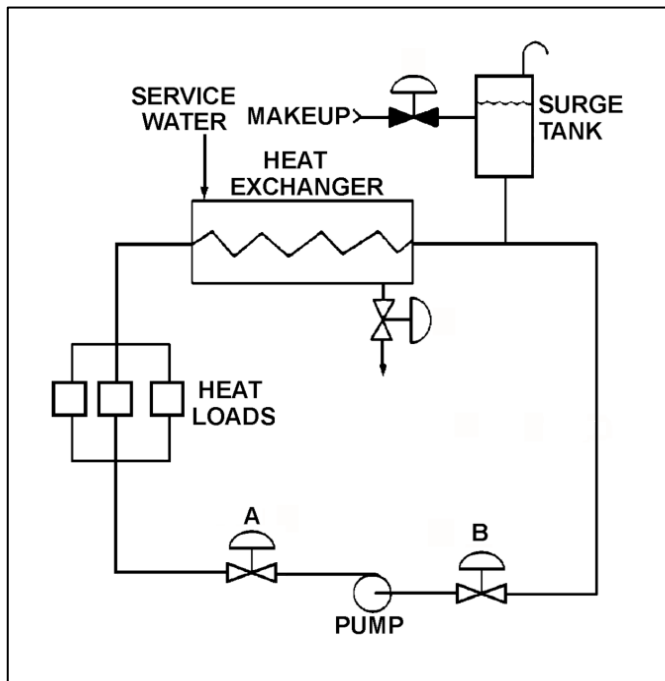 SERVICE
WATER
MAKEUP
SURGE
TANK
HEAT
EXCHANGER
HEAT
LOADS
A
B
PUMP